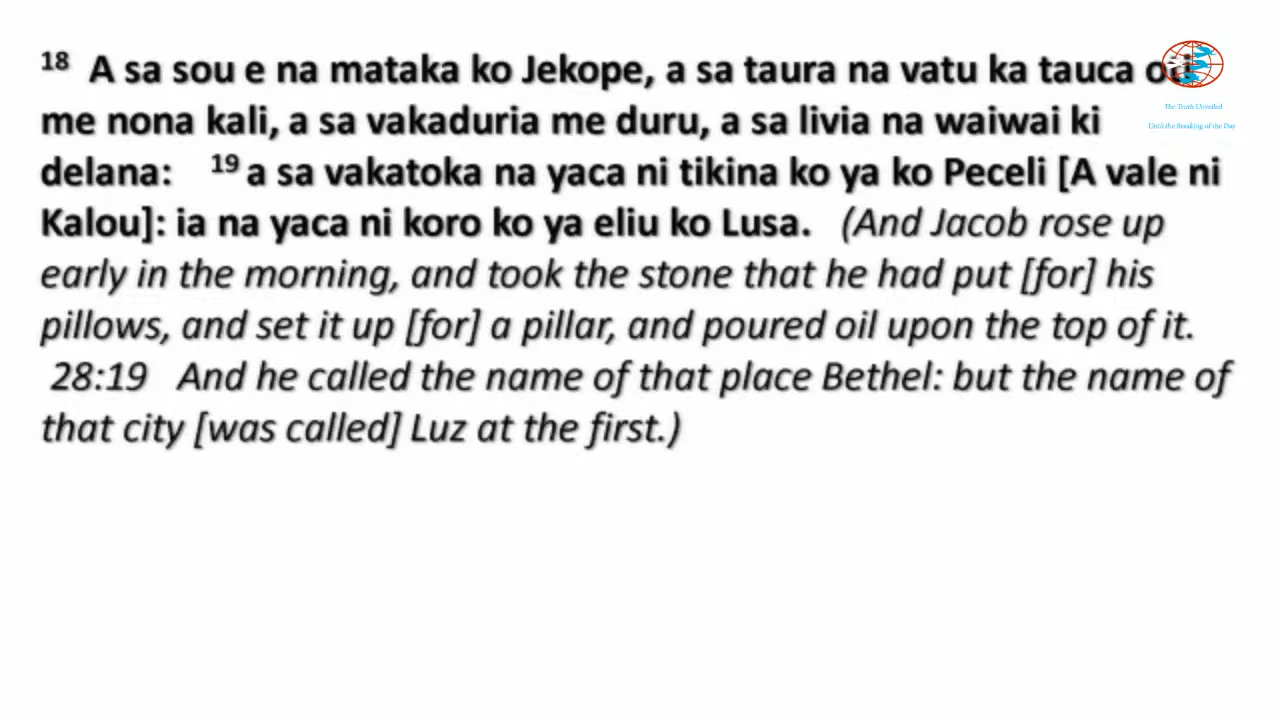 18 A sa sou e na mataka ko Jekope, a sa taura na vatu ka tauca
me nona kali, a sa vakaduria me duru, a sa livia na waiwai ki
delana: 19 a sa vakatoka na yaca ni tikina ko ya ko Peceli [A vale ni
Kalou]: ia na yaca ni koro ko ya eliu ko Lusa. (And Jacob rose up
early in the morning, and took the stone that he had put [for] his
pillows, and set it up [for] a pillar, and poured oil upon the top of it.
28:19 And he called the name of that place Bethel: but the name of
that city [was called] Luz at the first.)
The Truth Unveiled
Until the Breaking of the Day